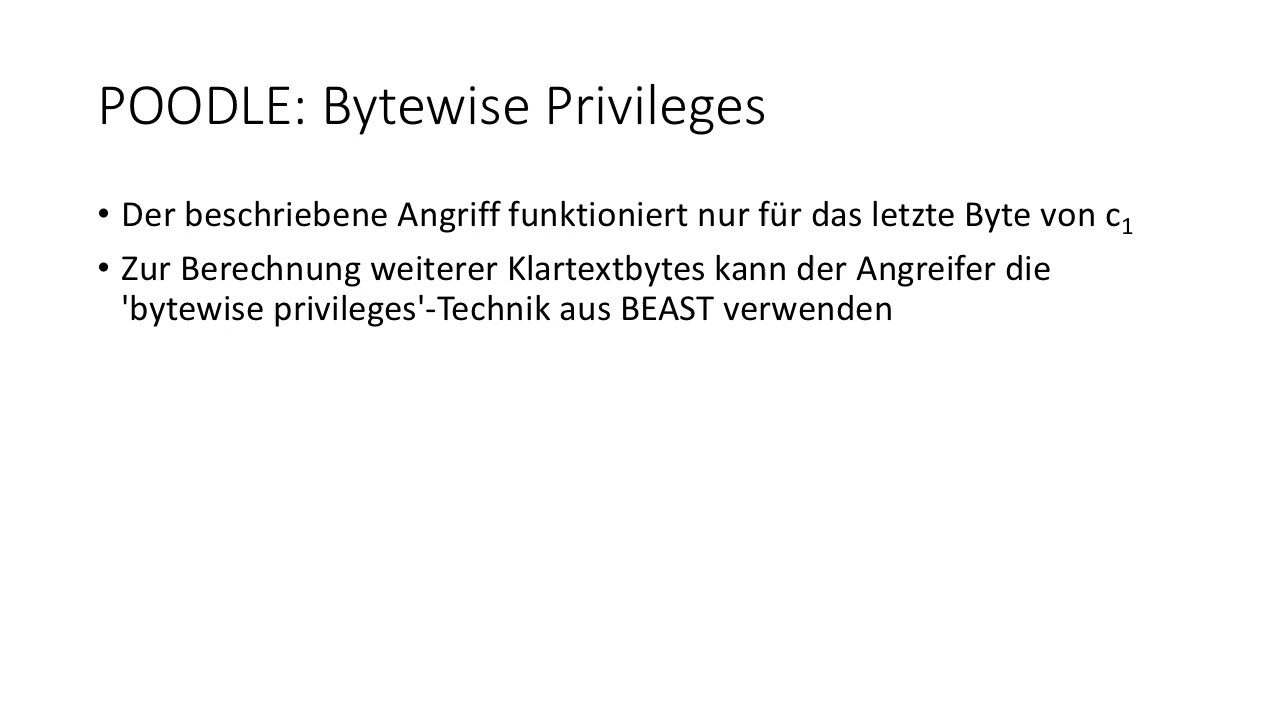 POODLE: Bytewise Privileges
• Der beschriebene Angriff funktioniert nur für das letzte Byte von c₁
• Zur Berechnung weiterer Klartextbytes kann der Angreifer die
'bytewise privileges'-Technik aus BEAST verwenden